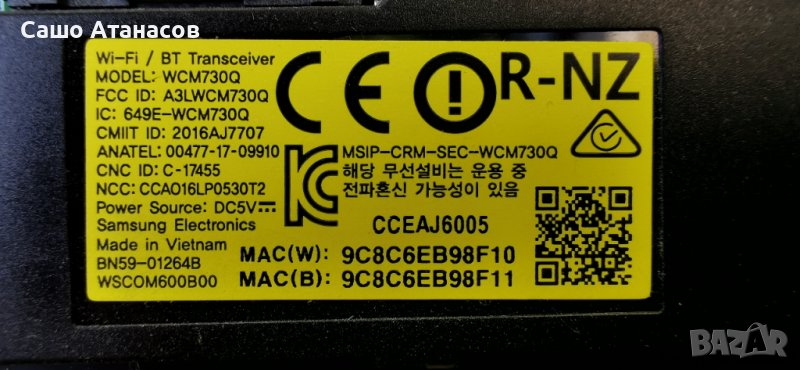 Сашо Атанасов
Wi-Fi / BT Transceiver
MODEL: WCM730Q
FCC ID: A3LWCM730Q
IC: 649E-WCM730Q
CMIIT ID: 2016AJ7707
ANATEL: 00477-17-09910
CNC ID: C-17455
NCC: CCAO16LP0530T2
Power Source: DC5V
Samsung Electronics
Made in Vietnam
BN59-01264B
WSCOM600B00
CE
R-NZ
MSIP-CRM-SEC-WCM730Q
해당 무선설비는 운용 중
전파혼신 가능성이 있음
CCEAJ6005
MAC(W): 9C8C6EB98F10
MAC(B): 9C8C6EB98F11
BAZAR